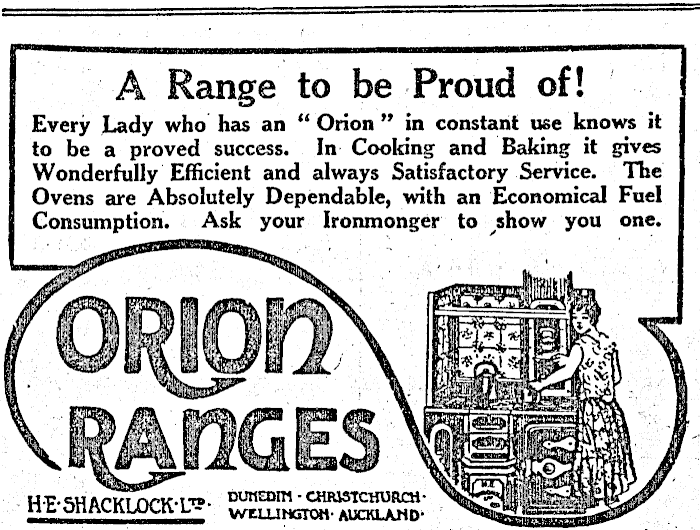 A Range to be Proud of!
Every Lady who has an "Orion" in constant use knows it
to be a proved success. In Cooking and Baking it gives
Wonderfully Efficient and always Satisfactory Service. The
Ovens are Absolutely Dependable, with an Economical Fuel
Consumption. Ask your Ironmonger to show you one.
ORION
RANGES
H·E·SHACKLOCK·LTD·
DUNEDIN · CHRISTCHURCH·
WELLINGTON· AUCKLAND·